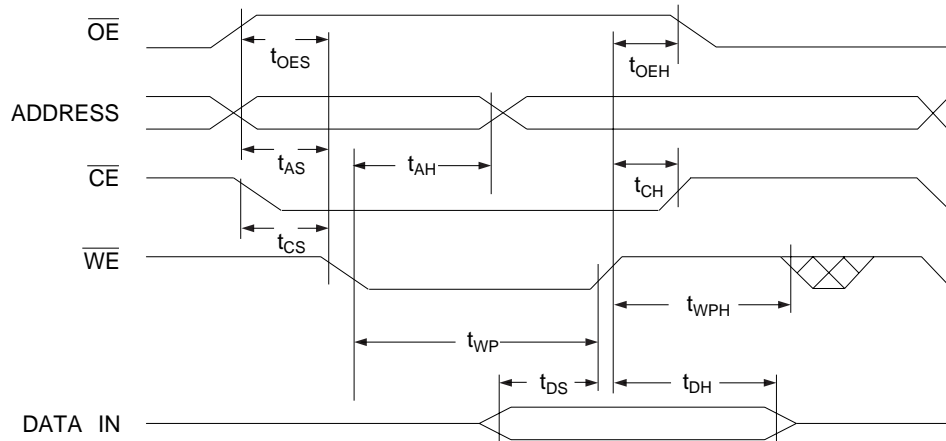 OE
tOES
tOEH
ADDRESS
tAS
tAH
tCH
CE
tCS
WE
tWPH
tWP
tDS
tDH
DATA IN